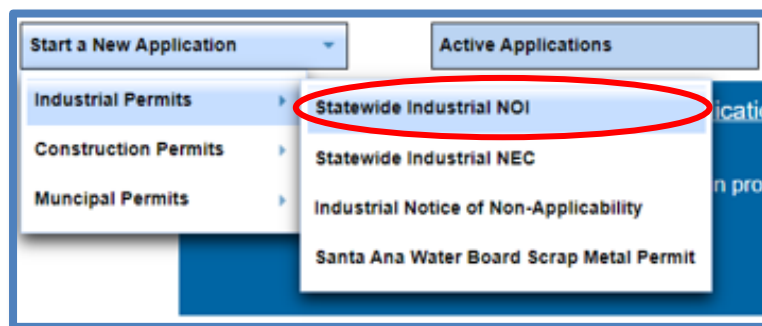 Start a New Application
Active Applications
Industrial Permits
Statewide Industrial NOI
Construction Permits
Statewide Industrial NEC
Muncipal Permits
Industrial Notice of Non-Applicability
Santa Ana Water Board Scrap Metal Permit